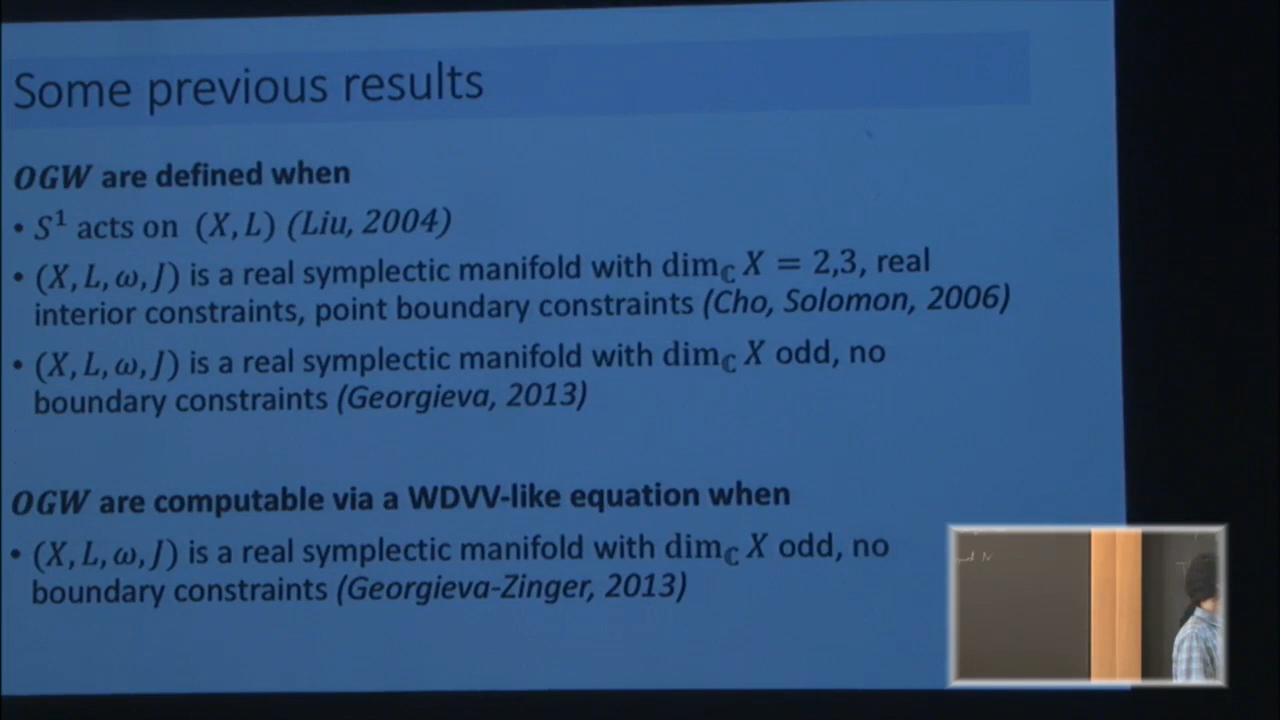 Some previous results
OGW are defined when
• S¹ acts on (X, L) (Liu, 2004)
• (X, L, ω, J) is a real symplectic manifold with dim_ℂ X = 2,3, real
interior constraints, point boundary constraints (Cho, Solomon, 2006)
• (X, L, ω, J) is a real symplectic manifold with dim_ℂ X odd, no
boundary constraints (Georgieva, 2013)
OGW are computable via a WDVV-like equation when
• (X, L, ω, J) is a real symplectic manifold with dim_ℂ X odd, no
boundary constraints (Georgieva-Zinger, 2013)